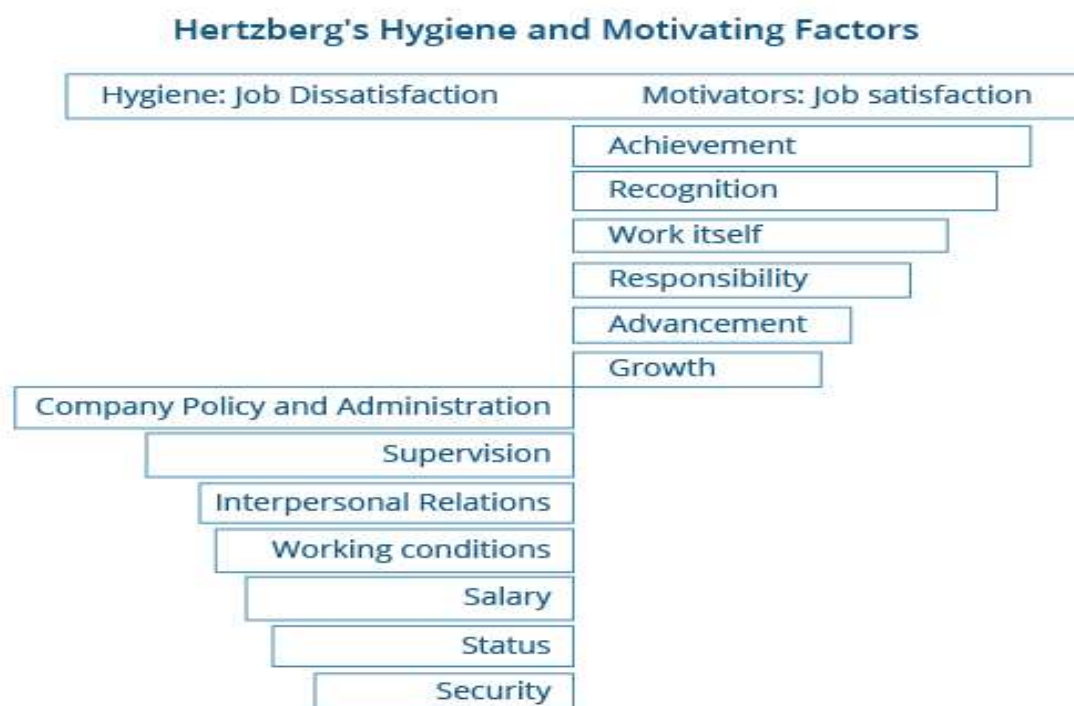 Hertzberg's Hygiene and Motivating Factors
Hygiene: Job Dissatisfaction
Motivators: Job satisfaction
Achievement
Recognition
Work itself
Responsibility
Advancement
Growth
Company Policy and Administration
Supervision
Interpersonal Relations
Working conditions
Salary
Status
Security